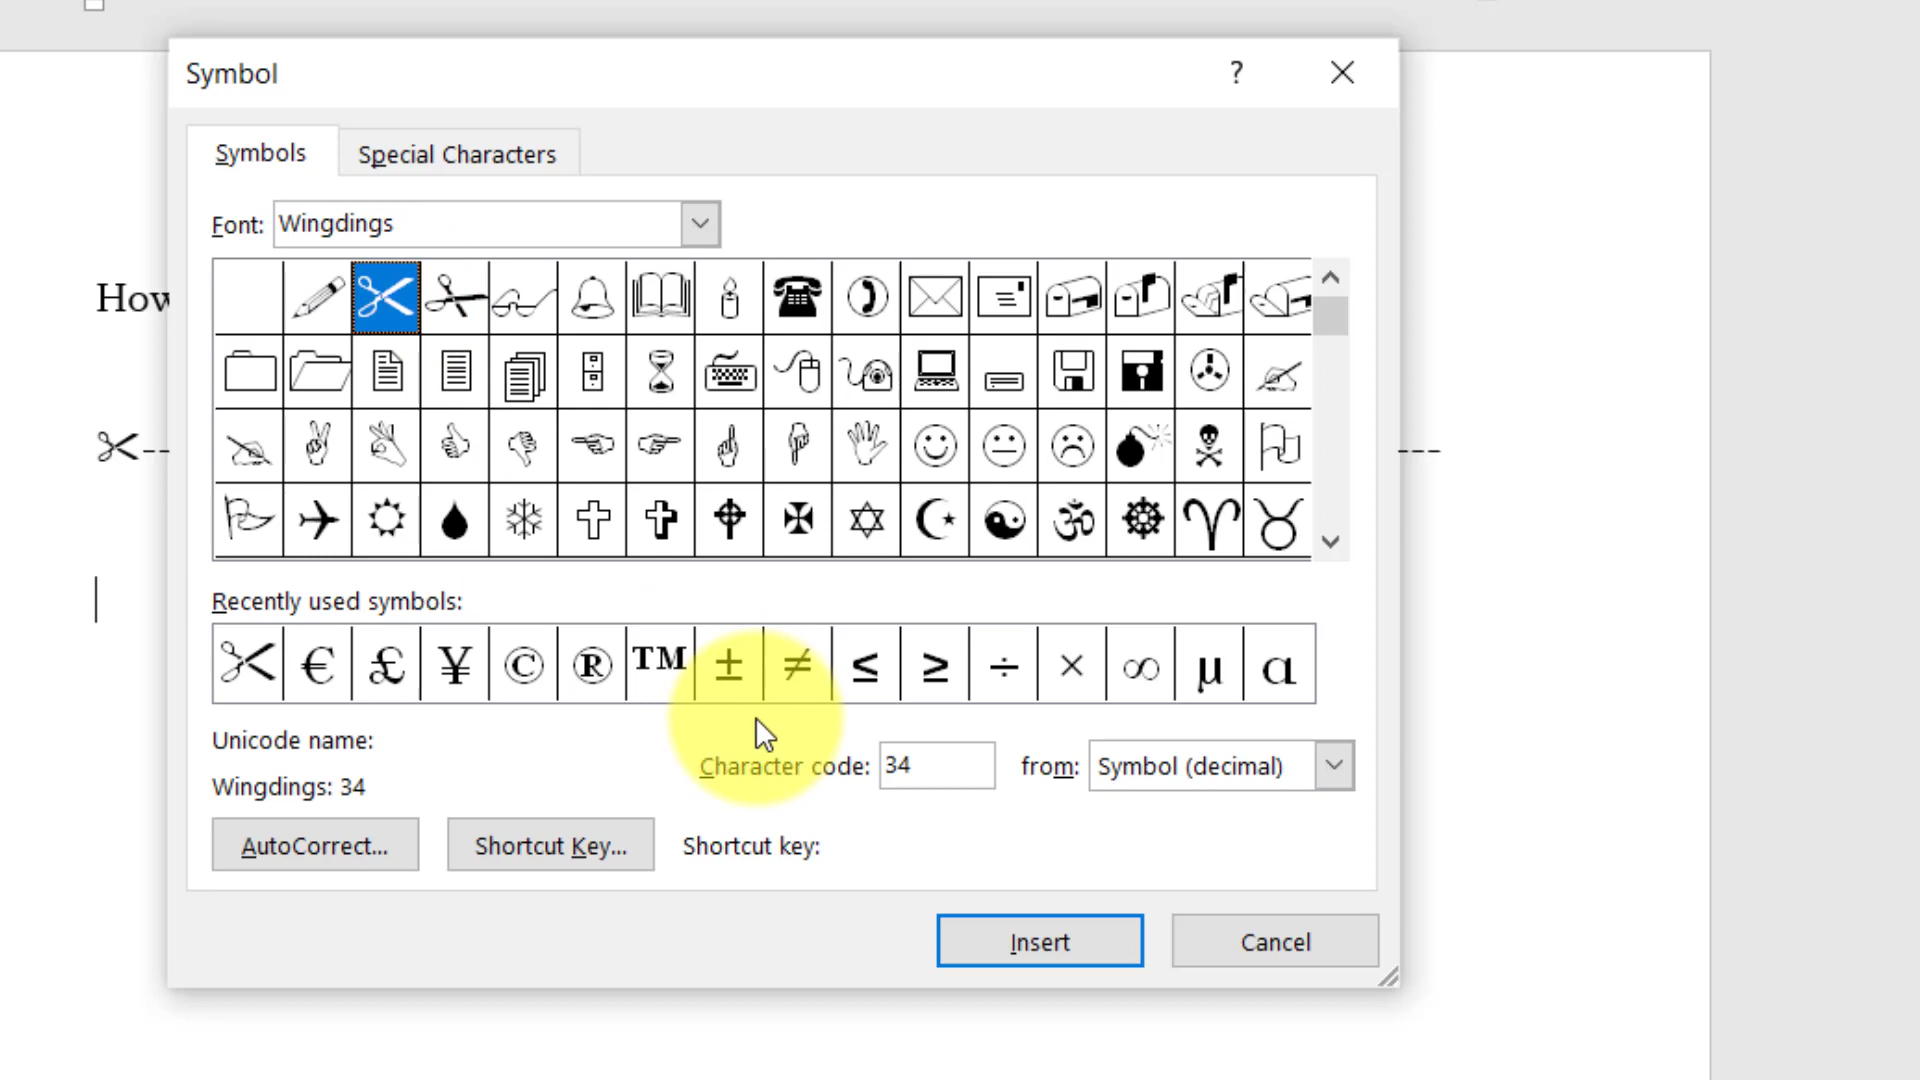 Symbol ?
Symbols Special Characters
Font: Wingdings
How
✂--
---
Recently used symbols:
✂ € £ ¥ © ® ™ ± ≠ ≤ ≥ ÷ × ∞ µ α
Unicode name:
Wingdings: 34
Character code: 34 from: Symbol (decimal)
AutoCorrect... Shortcut Key... Shortcut key:
Insert Cancel